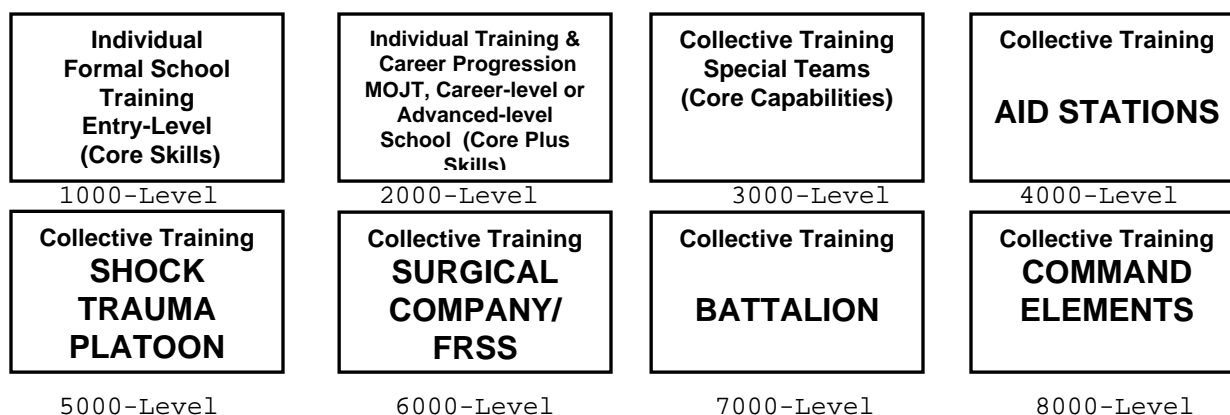 Individual
Formal School
Training
Entry-Level
(Core Skills)
1000-Level
Individual Training &
Career Progression
MOJT, Career-level or
Advanced-level
School (Core Plus
Skills)
2000-Level
Collective Training
Special Teams
(Core Capabilities)
3000-Level
Collective Training
AID STATIONS
4000-Level
Collective Training
SHOCK
TRAUMA
PLATOON
5000-Level
Collective Training
SURGICAL
COMPANY/
FRSS
6000-Level
Collective Training
BATTALION
7000-Level
Collective Training
COMMAND
ELEMENTS
8000-Level